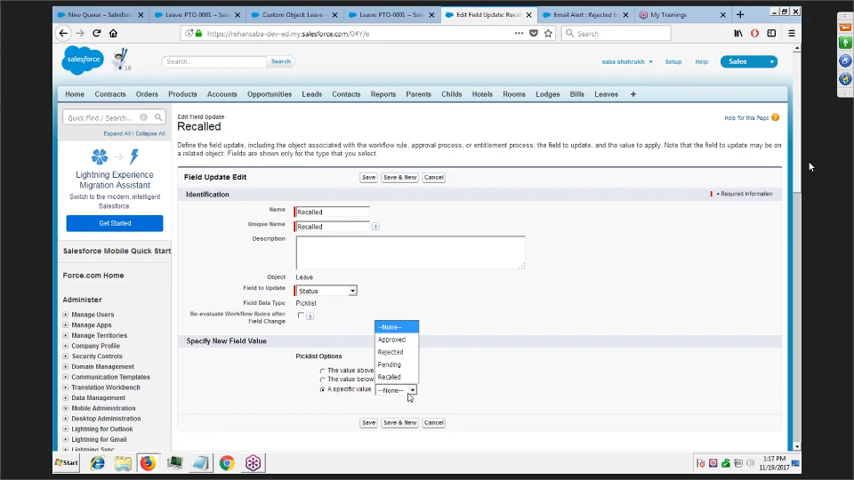 New Queue ~ Salesfor
Leave: PTO-0001 ~ Salesfo
Custom Object: Leave ~
Leave: PTO-0001 ~ Salesfo
Edit Field Update: Recalled
Email Alert : Rejected
My Trainings
https://rehansaba-dev-ed.my.salesforce.com/04Y/e
Search
salesforce
18
Search...
Search
saba shahrukh
Setup
Help
Sales
Home Contracts Orders Products Accounts Opportunities Leads Contacts Reports Parents Childs Hotels Rooms Lodges Bills Leaves +
Quick Find / Search...
Expand All | Collapse All
Lightning Experience
Migration Assistant
Switch to the modern, intelligent
Salesforce.
Get Started
Salesforce Mobile Quick Start
Force.com Home
Administer
Manage Users
Manage Apps
Territories
Company Profile
Security Controls
Domain Management
Communication Templates
Translation Workbench
Data Management
Mobile Administration
Desktop Administration
Lightning for Outlook
Lightning for Gmail
Edit Field Update
Recalled
Help for this Page
Define the field update, including the object associated with the workflow rule, approval process, or entitlement process, the field to update, and the value to apply. Note that the field to update may be on
a related object. Fields are shown only for the type that you select.
Field Update Edit
Save
Save & New
Cancel
Identification
= Required Information
Name
Recalled
Unique Name
Recalled
i
Description
Object
Leave
Field to Update
Status
Field Data Type
Picklist
Re-evaluate Workflow Rules after
Field Change
i
Specify New Field Value
Picklist Options
The value above
The value below
A specific value
--None--
--None--
Approved
Rejected
Pending
Recalled
Save
Save & New
Cancel
Start
1:17 PM
11/19/2017